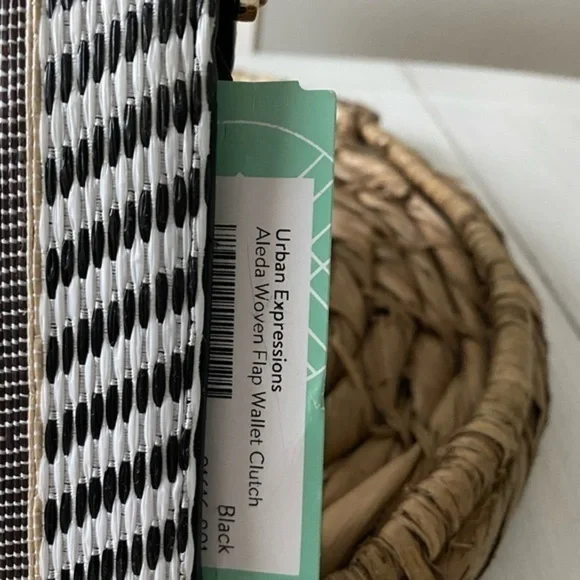 Urban Expressions
Aleda Woven Flap Wallet Clutch
Black